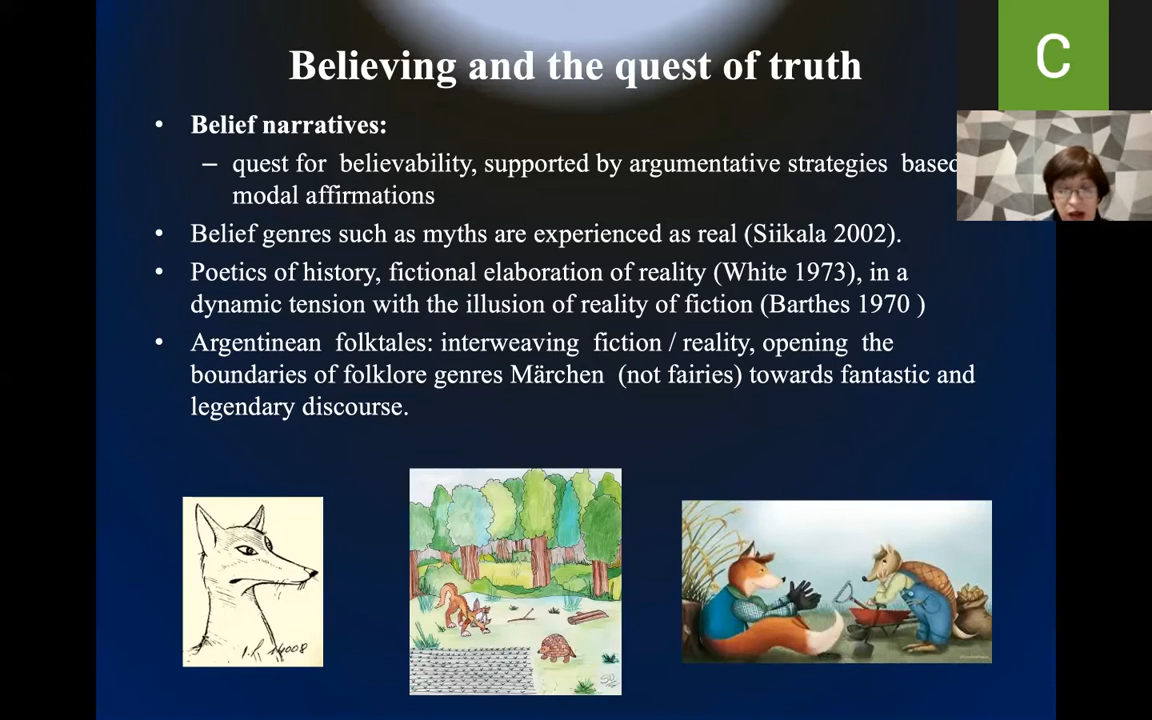 Believing and the quest of truth
C
• Belief narratives:
– quest for believability, supported by argumentative strategies based
modal affirmations
• Belief genres such as myths are experienced as real (Siikala 2002).
• Poetics of history, fictional elaboration of reality (White 1973), in a
dynamic tension with the illusion of reality of fiction (Barthes 1970 )
• Argentinean folktales: interweaving fiction / reality, opening the
boundaries of folklore genres Märchen (not fairies) towards fantastic and
legendary discourse.